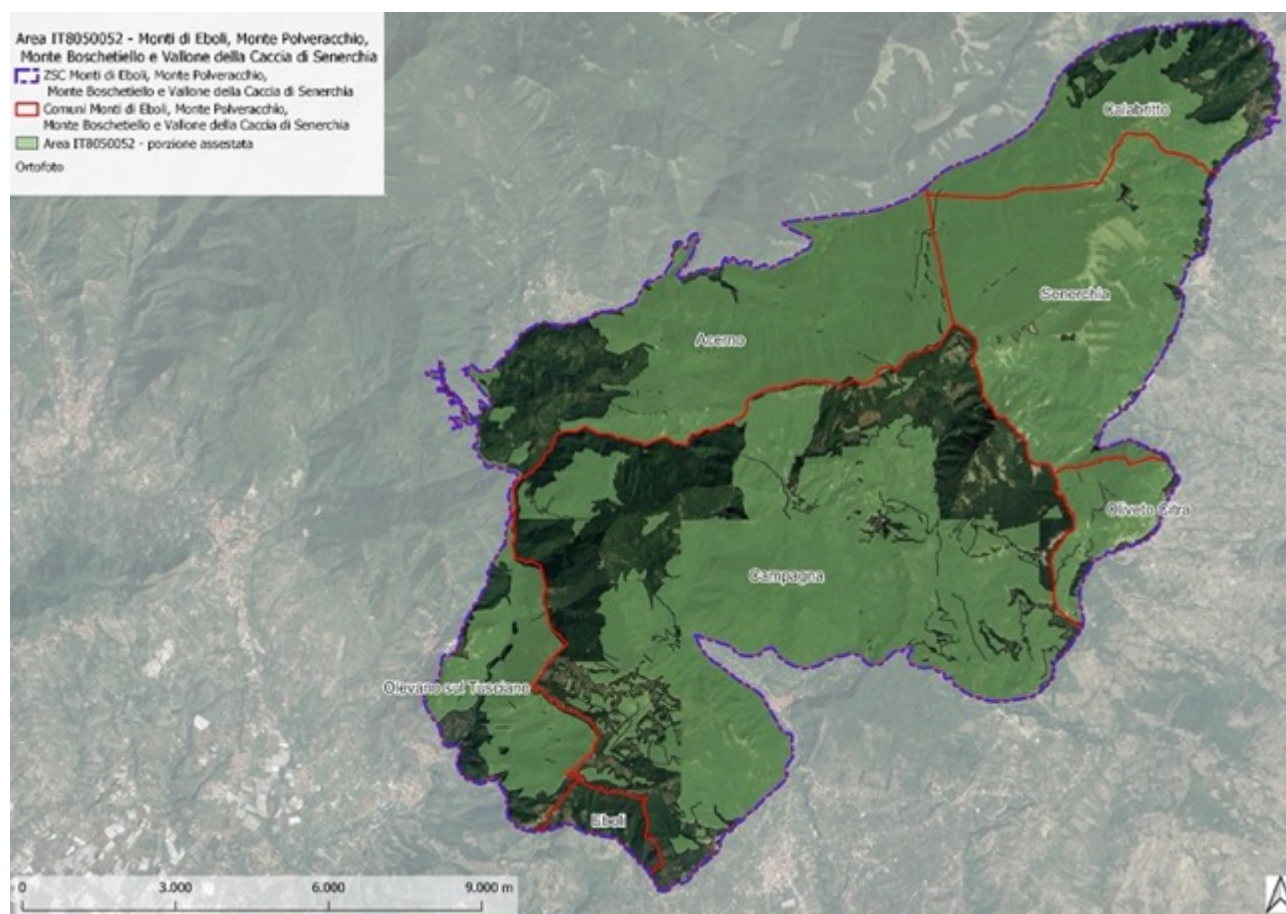 Area IT8050052 - Monti di Eboli, Monte Polveracchio,
Monte Boschetiello e Vallone della Caccia di Senerchia
ZSC Monti di Eboli, Monte Polveracchio,
Monte Boschetiello e Vallone della Caccia di Senerchia
Comuni Monti di Eboli, Monte Polveracchio,
Monte Boschetiello e Vallone della Caccia di Senerchia
Area IT8050052 - porzione assestata
Ortofoto
Calabritto
Senerchia
Acerno
Oliveto Citra
Campagna
Olevano sul Tusciano
Eboli
0 3.000 6.000 9.000 m